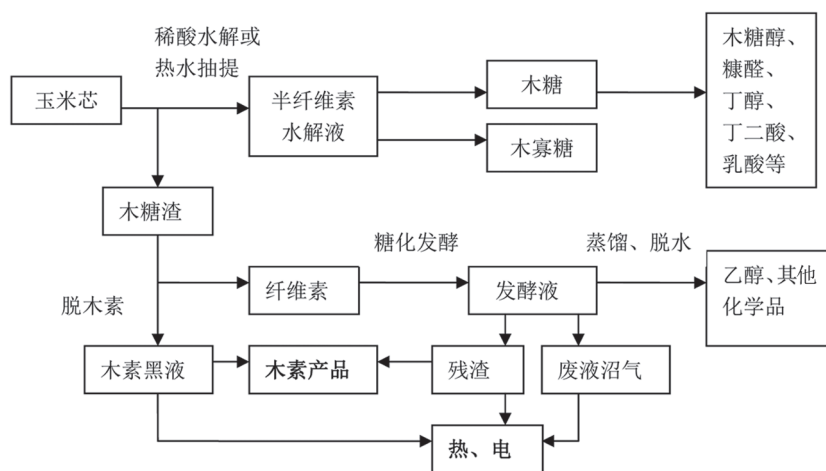 稀酸水解或
热水抽提
玉米芯
半纤维素
水解液
木糖
木寡糖
木糖醇、
糠醛、
丁醇、
丁二酸、
乳酸等
木糖渣
糖化发酵
蒸馏、脱水
脱木素
纤维素
发酵液
乙醇、其他
化学品
木素黑液
木素产品
残渣
废液沼气
热、电